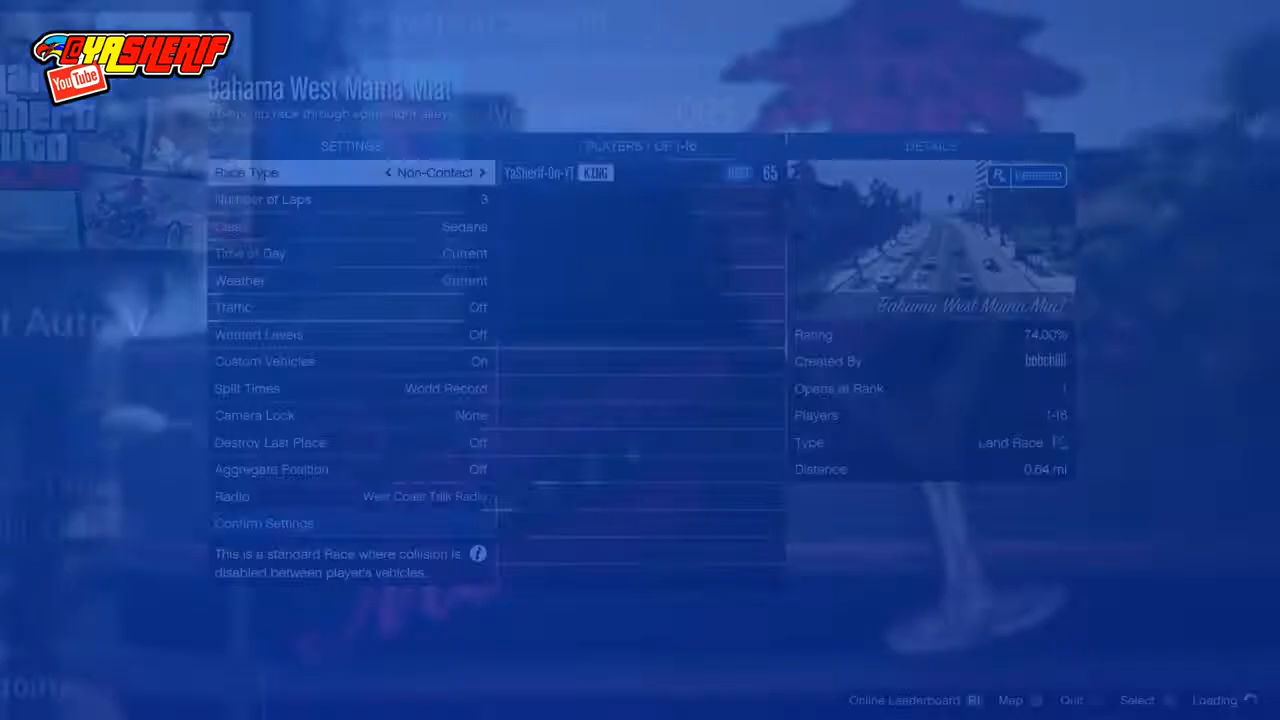 @YASHERIF
YouTube
Bahama West Mama Mia!
SETTINGS
PLAYERS 1 OF 1-16
DETAILS
Race Type Non-Contact
YaSherif-On-YT KING HOST 65
R* VERIFIED
Number of Laps 3
Class Sedans
Time of Day Current
Weather Current
Bahama West Mama Mia!
Traffic Off
Wanted Levels Off
Rating 74.00%
Custom Vehicles On
Created By bobchilli
Split Times World Record
Opens at Rank 1
Camera Lock None
Players 1-16
Destroy Last Place Off
Type Land Race
Aggregate Position Off
Distance 0.64 mi
Radio West Coast Talk Radio
Confirm Settings
This is a standard Race where collision is
disabled between player's vehicles.
t Auto V
Online Leaderboard R1 Map Quit Select Loading